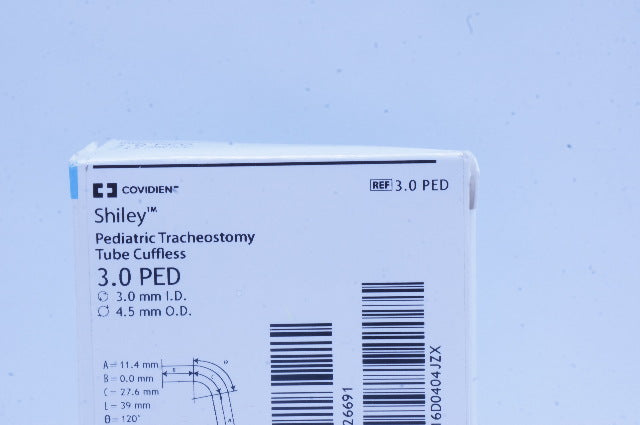 COVIDIEN
REF 3.0 PED
Shiley™
Pediatric Tracheostomy
Tube Cuffless
3.0 PED
3.0 mm I.D.
4.5 mm O.D.
A= 11.4 mm
B= 0.0 mm
C= 27.6 mm
L= 39 mm
θ= 120°
26691
16D0404JZX